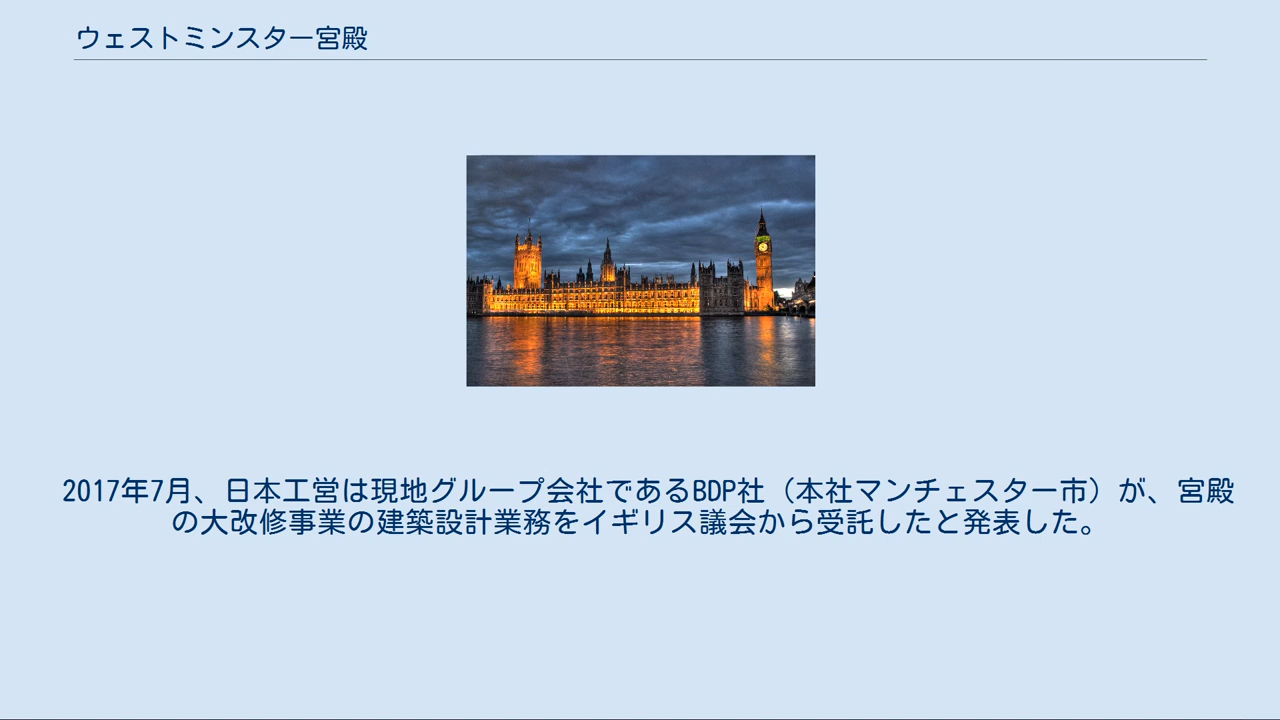 ウェストミンスター宮殿
2017年7月、日本工営は現地グループ会社であるBDP社（本社マンチェスター市）が、宮殿
の大改修事業の建築設計業務をイギリス議会から受託したと発表した。